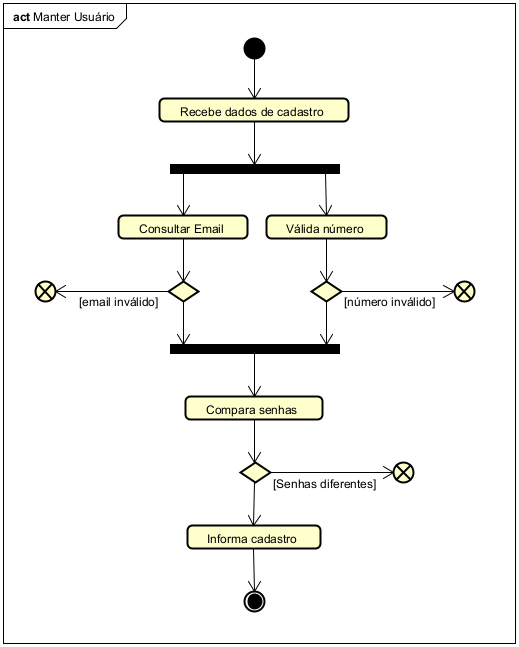 act Manter Usuário
Recebe dados de cadastro
Consultar Email
Válida número
[email inválido]
[número inválido]
Compara senhas
[Senhas diferentes]
Informa cadastro